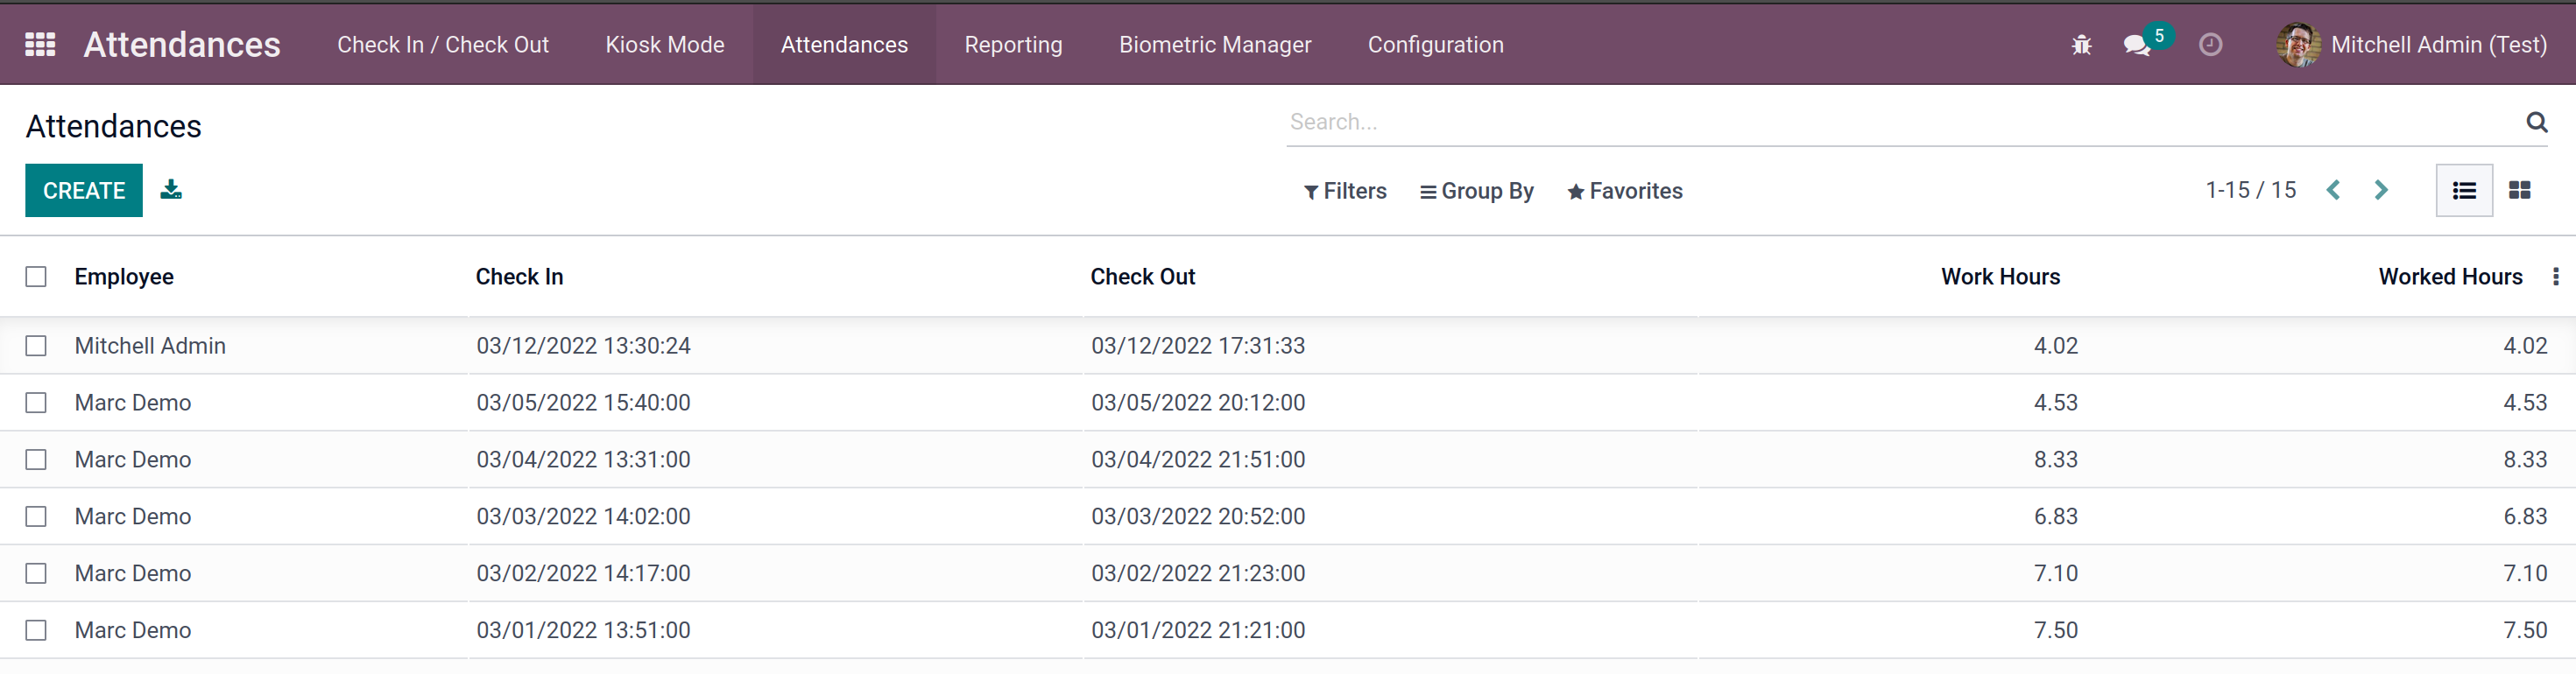 Attendances Check In / Check Out Kiosk Mode Attendances Reporting Biometric Manager Configuration 5 Mitchell Admin (Test)
Attendances Search...
CREATE Filters Group By Favorites 1-15 / 15
Employee Check In Check Out Work Hours Worked Hours
Mitchell Admin 03/12/2022 13:30:24 03/12/2022 17:31:33 4.02 4.02
Marc Demo 03/05/2022 15:40:00 03/05/2022 20:12:00 4.53 4.53
Marc Demo 03/04/2022 13:31:00 03/04/2022 21:51:00 8.33 8.33
Marc Demo 03/03/2022 14:02:00 03/03/2022 20:52:00 6.83 6.83
Marc Demo 03/02/2022 14:17:00 03/02/2022 21:23:00 7.10 7.10
Marc Demo 03/01/2022 13:51:00 03/01/2022 21:21:00 7.50 7.50